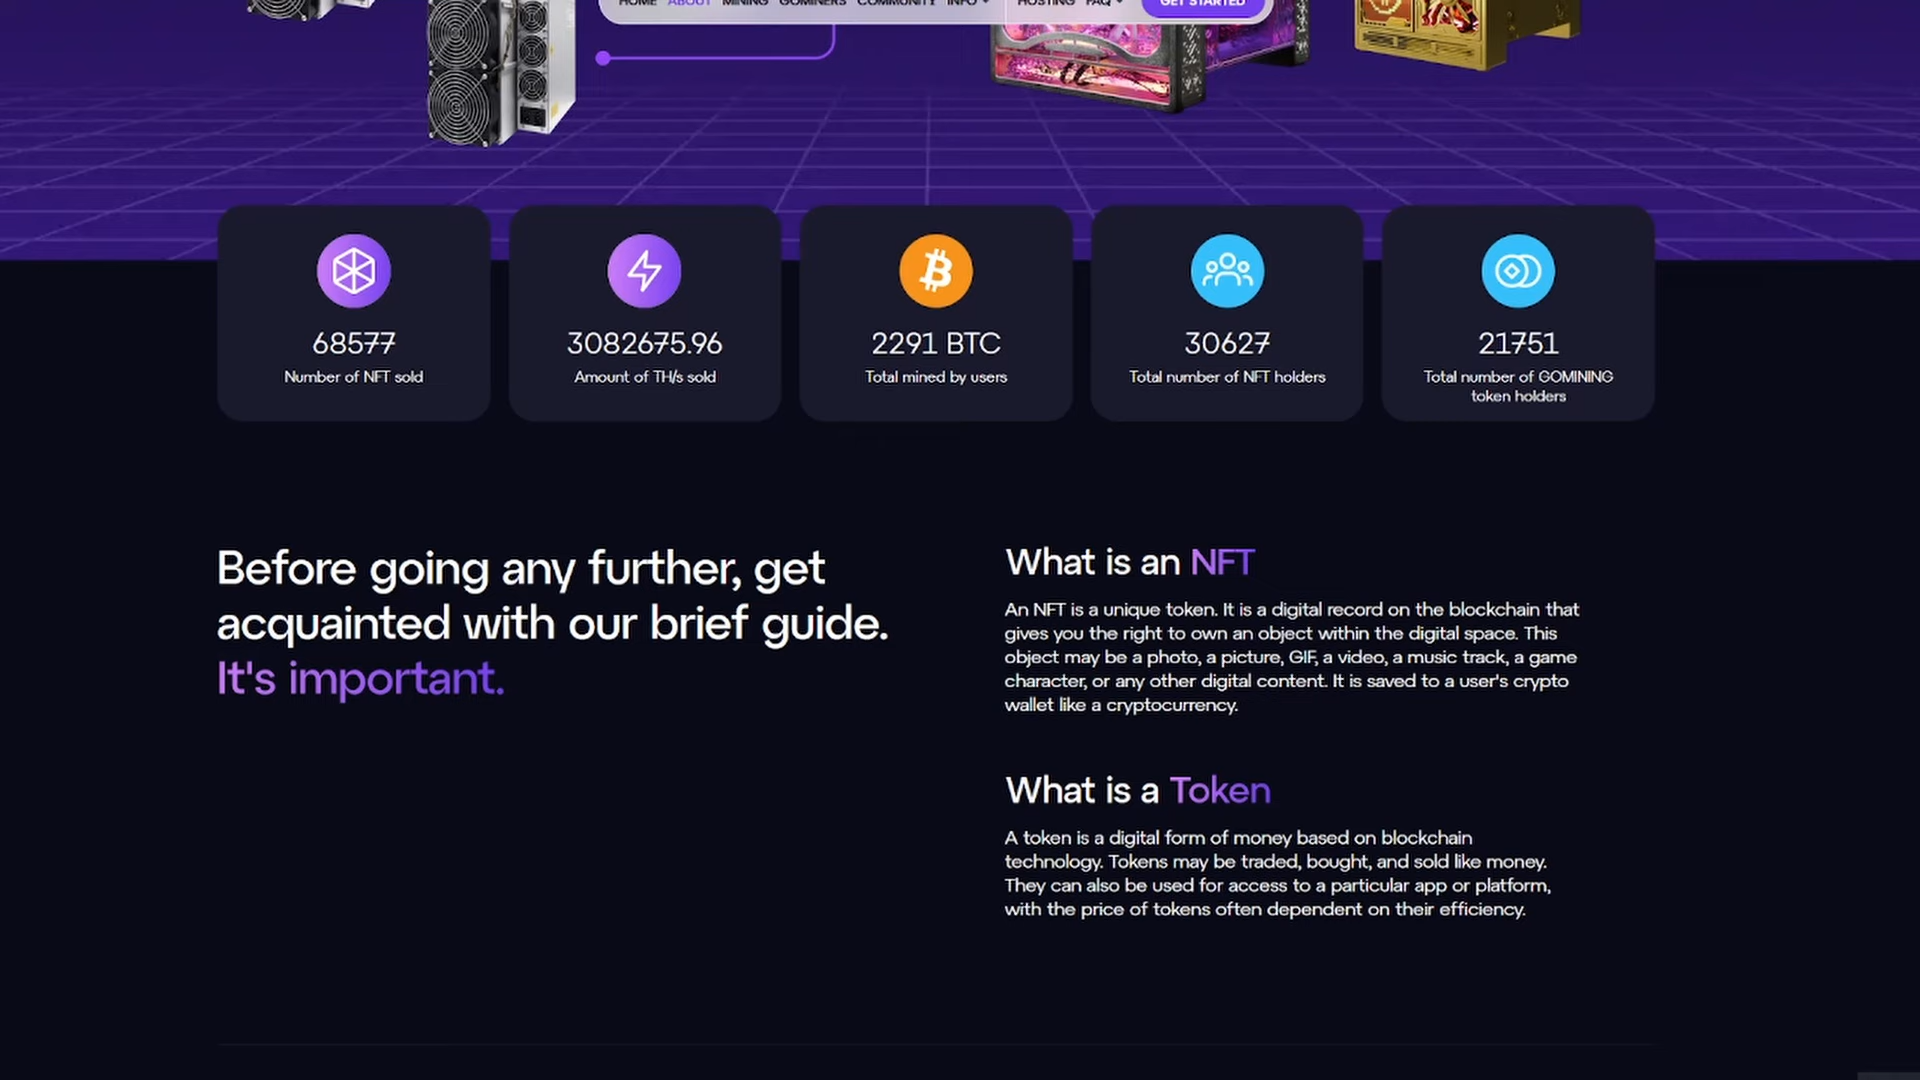 HOME ABOUT MINING GOMINERS COMMUNITY INFO HOSTING FAQ GET STARTED
68577
Number of NFT sold
3082675.96
Amount of TH/s sold
2291 BTC
Total mined by users
30627
Total number of NFT holders
21751
Total number of GOMINING
token holders
Before going any further, get
acquainted with our brief guide.
It's important.
What is an NFT
An NFT is a unique token. It is a digital record on the blockchain that
gives you the right to own an object within the digital space. This
object may be a photo, a picture, GIF, a video, a music track, a game
character, or any other digital content. It is saved to a user's crypto
wallet like a cryptocurrency.
What is a Token
A token is a digital form of money based on blockchain
technology. Tokens may be traded, bought, and sold like money.
They can also be used for access to a particular app or platform,
with the price of tokens often dependent on their efficiency.